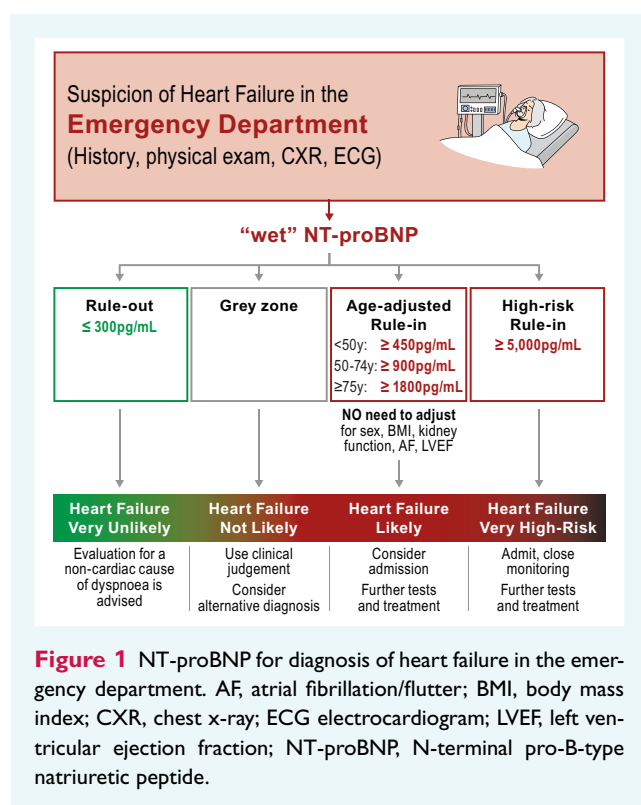 Suspicion of Heart Failure in the
Emergency Department
(History, physical exam, CXR, ECG)
“wet” NT-proBNP
Rule-out
≤ 300pg/mL
Grey zone
Age-adjusted
Rule-in
<50y: ≥ 450pg/mL
50-74y: ≥ 900pg/mL
≥75y: ≥ 1800pg/mL
High-risk
Rule-in
≥ 5,000pg/mL
NO need to adjust
for sex, BMI, kidney
function, AF, LVEF
Heart Failure
Very Unlikely
Heart Failure
Not Likely
Heart Failure
Likely
Heart Failure
Very High-Risk
Evaluation for a
non-cardiac cause
of dyspnoea is
advised
Use clinical
judgement
Consider
alternative diagnosis
Consider
admission
Further tests
and treatment
Admit, close
monitoring
Further tests
and treatment
Figure 1 NT-proBNP for diagnosis of heart failure in the emer-
gency department. AF, atrial fibrillation/flutter; BMI, body mass
index; CXR, chest x-ray; ECG electrocardiogram; LVEF, left ven-
tricular ejection fraction; NT-proBNP, N-terminal pro-B-type
natriuretic peptide.